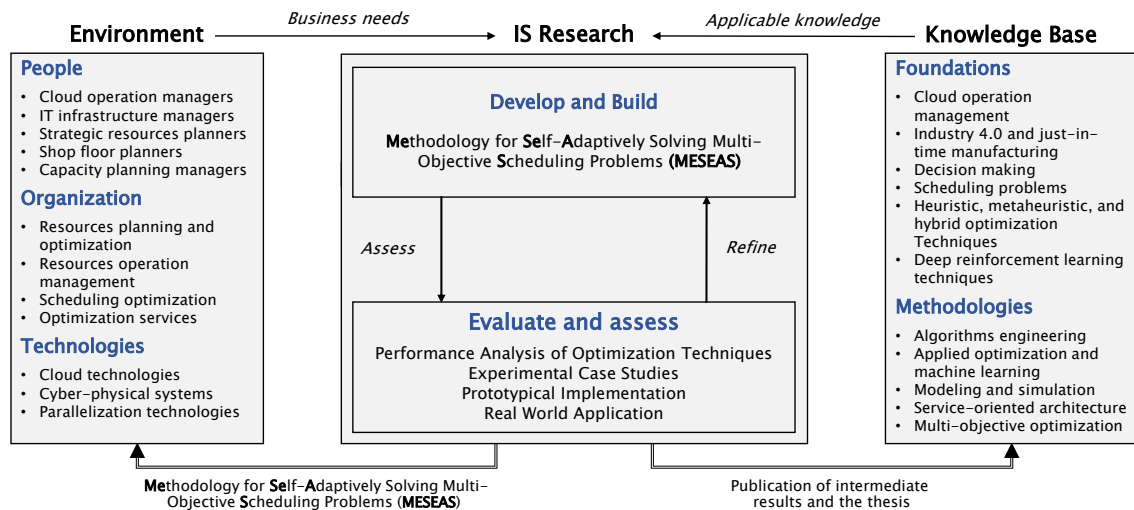 Business needs
Applicable knowledge
Environment
IS Research
Knowledge Base
People
• Cloud operation managers
• IT infrastructure managers
• Strategic resources planners
• Shop floor planners
• Capacity planning managers
Organization
• Resources planning and
optimization
• Resources operation
management
• Scheduling optimization
• Optimization services
Technologies
• Cloud technologies
• Cyber-physical systems
• Parallelization technologies
Develop and Build
Methodology for Self-Adaptively Solving Multi-
Objective Scheduling Problems (MESEAS)
Assess
Refine
Evaluate and assess
Performance Analysis of Optimization Techniques
Experimental Case Studies
Prototypical Implementation
Real World Application
Foundations
• Cloud operation
management
• Industry 4.0 and just-in-
time manufacturing
• Decision making
• Scheduling problems
• Heuristic, metaheuristic, and
hybrid optimization
Techniques
• Deep reinforcement learning
techniques
Methodologies
• Algorithms engineering
• Applied optimization and
machine learning
• Modeling and simulation
• Service-oriented architecture
• Multi-objective optimization
Methodology for Self-Adaptively Solving Multi-
Objective Scheduling Problems (MESEAS)
Publication of intermediate
results and the thesis